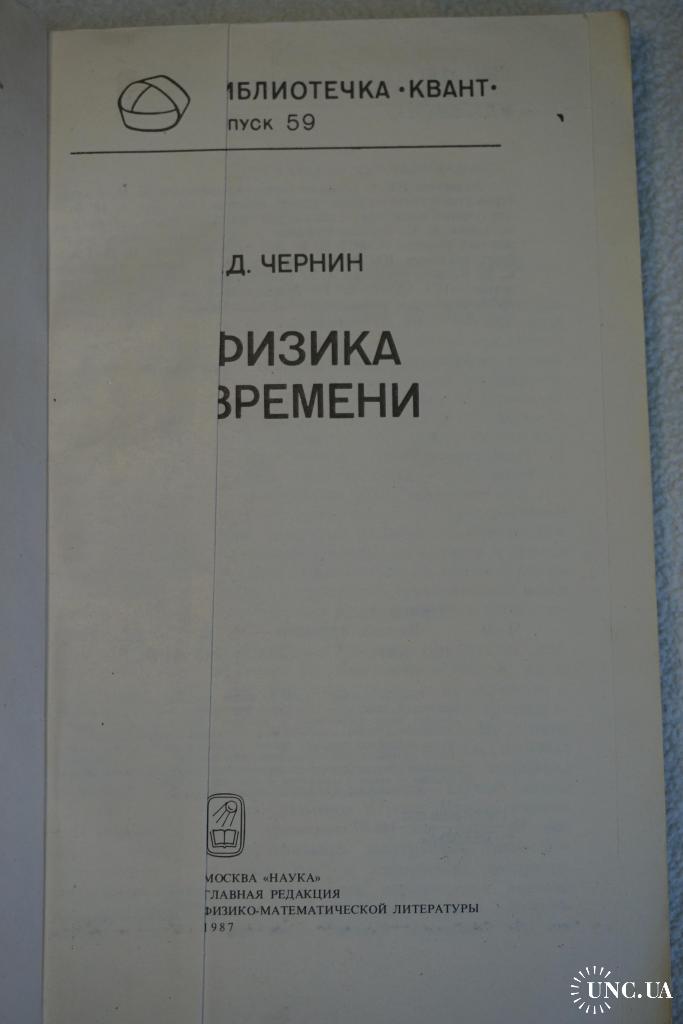 ИБЛИОТЕЧКА •КВАНТ•
ПУСК 59
.Д. ЧЕРНИН
ФИЗИКА
ВРЕМЕНИ
МОСКВА «НАУКА»
ГЛАВНАЯ РЕДАКЦИЯ
ФИЗИКО-МАТЕМАТИЧЕСКОЙ ЛИТЕРАТУРЫ
1987
UNC.UA